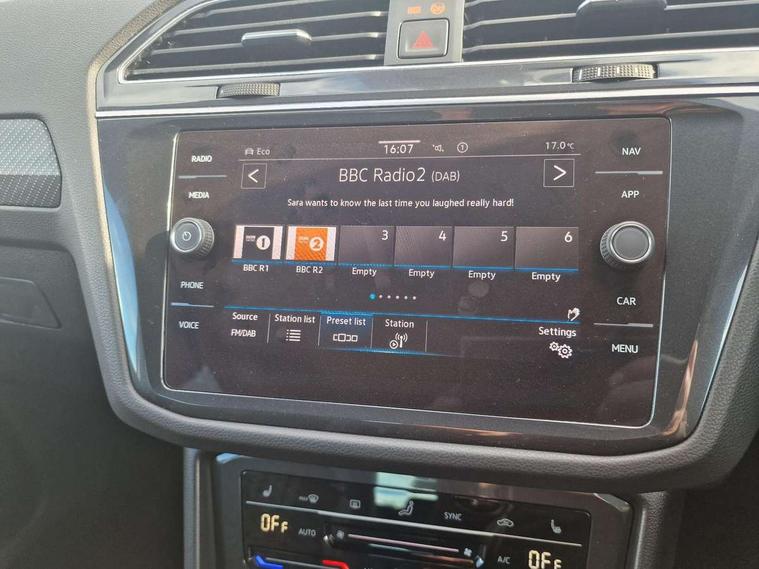 RADIO
MEDIA
PHONE
VOICE
Eco
16:07
17.0 °C
<
BBC Radio2 (DAB)
>
Sara wants to know the last time you laughed really hard!
1
2
3
4
5
6
BBC R1
BBC R2
Empty
Empty
Empty
Empty
Source
FM/DAB
Station list
Preset list
Station
Settings
NAV
APP
CAR
MENU
SYNC
OFF
AUTO
A/C
OFF